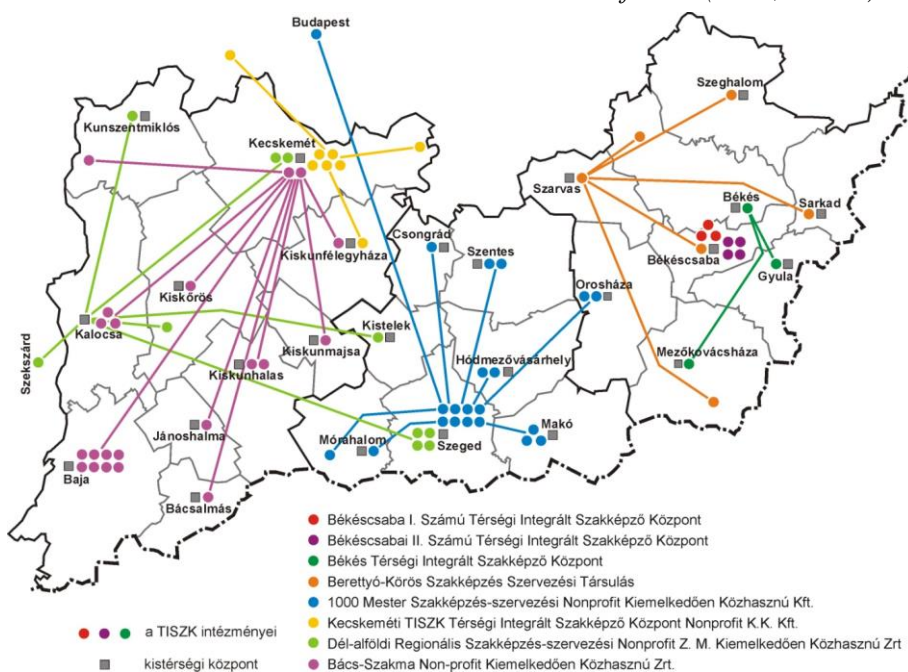 Budapest
Szeghalom
Kunszentmiklós
Kecskemét
Szarvas
Békés
Sarkad
Csongrád
Szentes
Kiskunfélegyháza
Békéscsaba
Gyula
Orosháza
Kiskőrös
Kalocsa
Kistelek
Kiskunmajsa
Szekszárd
Hódmezővásárhely
Mezőkovácsháza
Kiskunhalas
Jánoshalma
Mórahalom
Szeged
Makó
Baja
Bácsalmás
Békéscsaba I. Számú Térségi Integrált Szakképző Központ
Békéscsabai II. Számú Térségi Integrált Szakképző Központ
Békés Térségi Integrált Szakképző Központ
Berettyó-Körös Szakképzés Szervezési Társulás
1000 Mester Szakképzés-szervezési Nonprofit Kiemelkedően Közhasznú Kft.
Kecskeméti TISZK Térségi Integrált Szakképző Központ Nonprofit K.K. Kft.
a TISZK intézményei
Dél-alföldi Regionális Szakképzés-szervezési Nonprofit Z. M. Kiemelkedően Közhasznú Zrt
kistérségi központ
Bács-Szakma Non-profit Kiemelkedően Közhasznú Zrt.